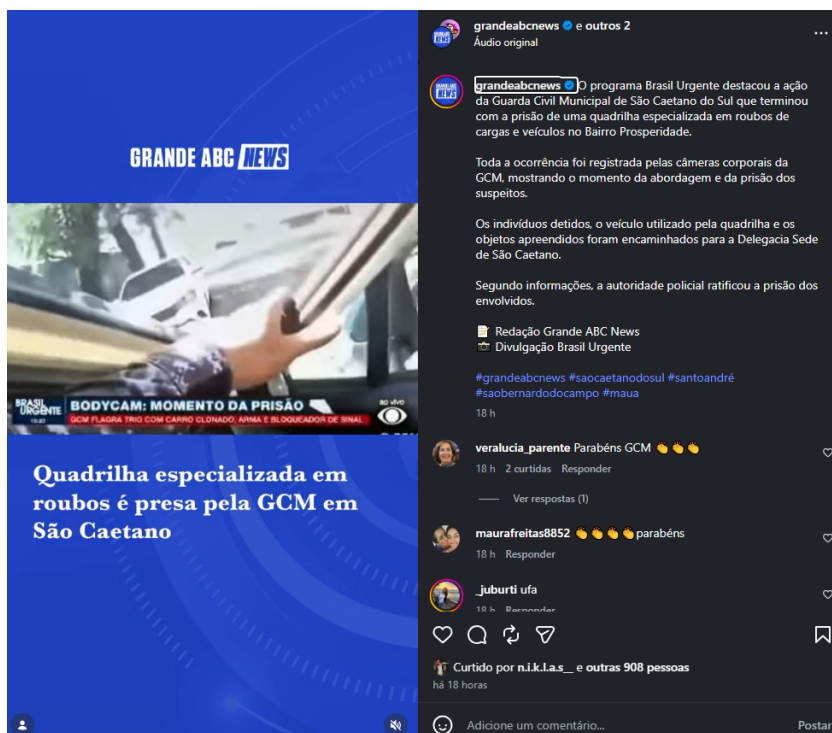 GRANDE ABC NEWS
BRASIL
URGENTE
BODYCAM: MOMENTO DA PRISÃO
AO VIVO
GCM FLAGRA TRIO COM CARRO CLONADO, ARMA E BLOQUEADOR DE SINAL
Quadrilha especializada em
roubos é presa pela GCM em
São Caetano
grandeabcnews e outros 2
Áudio original
grandeabcnews O programa Brasil Urgente destacou a ação
da Guarda Civil Municipal de São Caetano do Sul que terminou
com a prisão de uma quadrilha especializada em roubos de
cargas e veículos no Bairro Prosperidade.
Toda a ocorrência foi registrada pelas câmeras corporais da
GCM, mostrando o momento da abordagem e da prisão dos
suspeitos.
Os indivíduos detidos, o veículo utilizado pela quadrilha e os
objetos apreendidos foram encaminhados para a Delegacia Sede
de São Caetano.
Segundo informações, a autoridade policial ratificou a prisão dos
envolvidos.
📝 Redação Grande ABC News
📸 Divulgação Brasil Urgente
#grandeabcnews #saocaetanodosul #santoandré
#saobernardodocampo #maua
18 h
veralucia_parente Parabéns GCM 👏👏👏
18 h 2 curtidas Responder
Ver respostas (1)
maurafreitas8852 👏👏👏👏parabéns
18 h Responder
_juburti ufa
18 h Responder
Curtido por n.i.k.l.a.s__ e outras 908 pessoas
há 18 horas
Adicione um comentário...
Postar